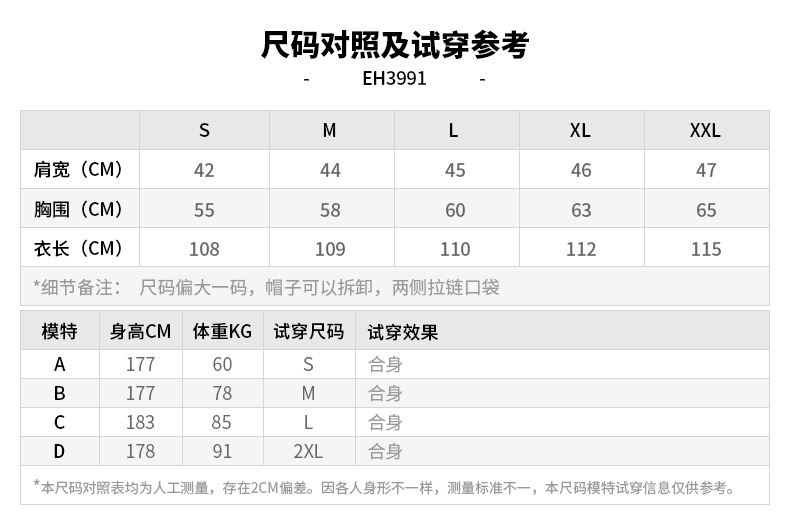 尺码对照及试穿参考
- EH3991 -
S M L XL XXL
肩宽（CM） 42 44 45 46 47
胸围（CM） 55 58 60 63 65
衣长（CM） 108 109 110 112 115
*细节备注： 尺码偏大一码，帽子可以拆卸，两侧拉链口袋
模特 身高CM 体重KG 试穿尺码 试穿效果
A 177 60 S 合身
B 177 78 M 合身
C 183 85 L 合身
D 178 91 2XL 合身
*本尺码对照表均为人工测量，存在2CM偏差。因各人身形不一样，测量标准不一，本尺码模特试穿信息仅供参考。